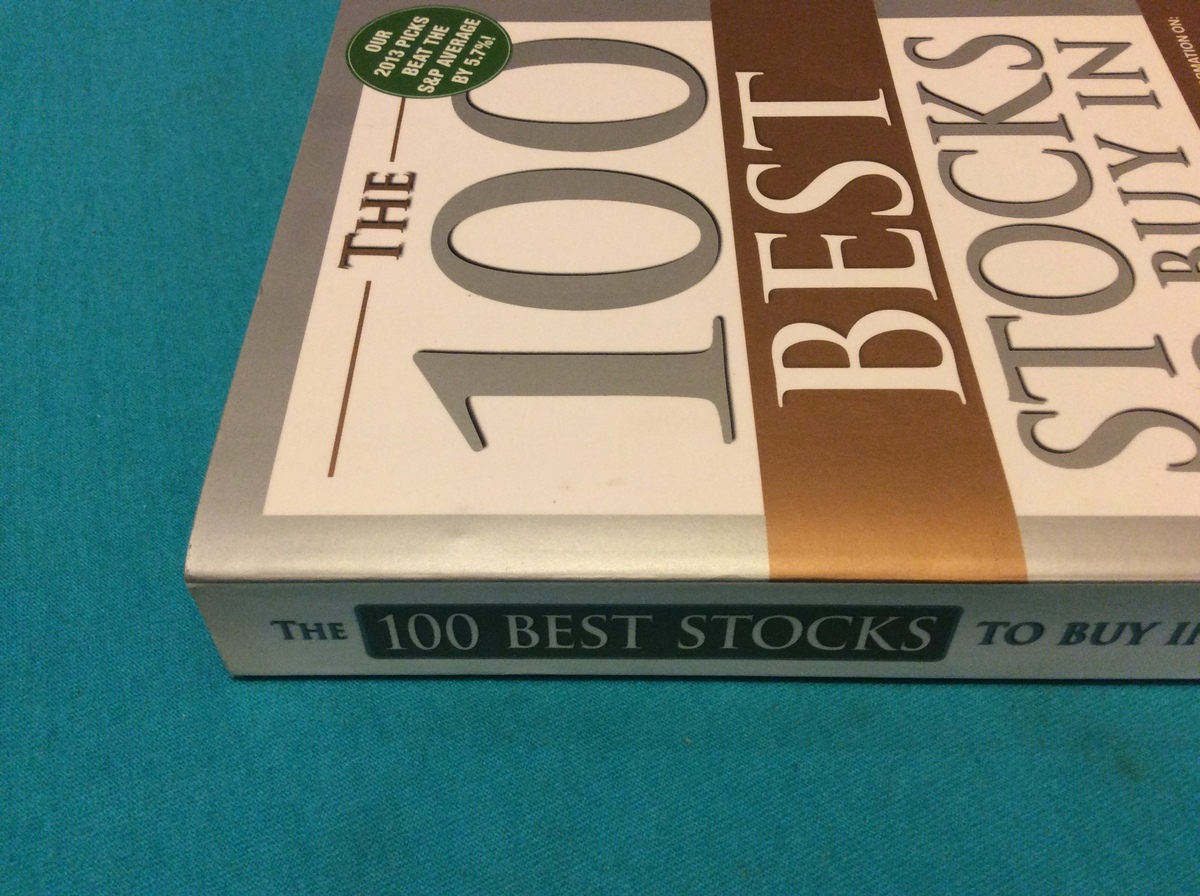 OUR
2013 PICKS
BEAT THE
S&P AVERAGE
BY 5.7%!
THE
100
BEST
STOCKS
BUY IN
THE 100 BEST STOCKS TO BUY